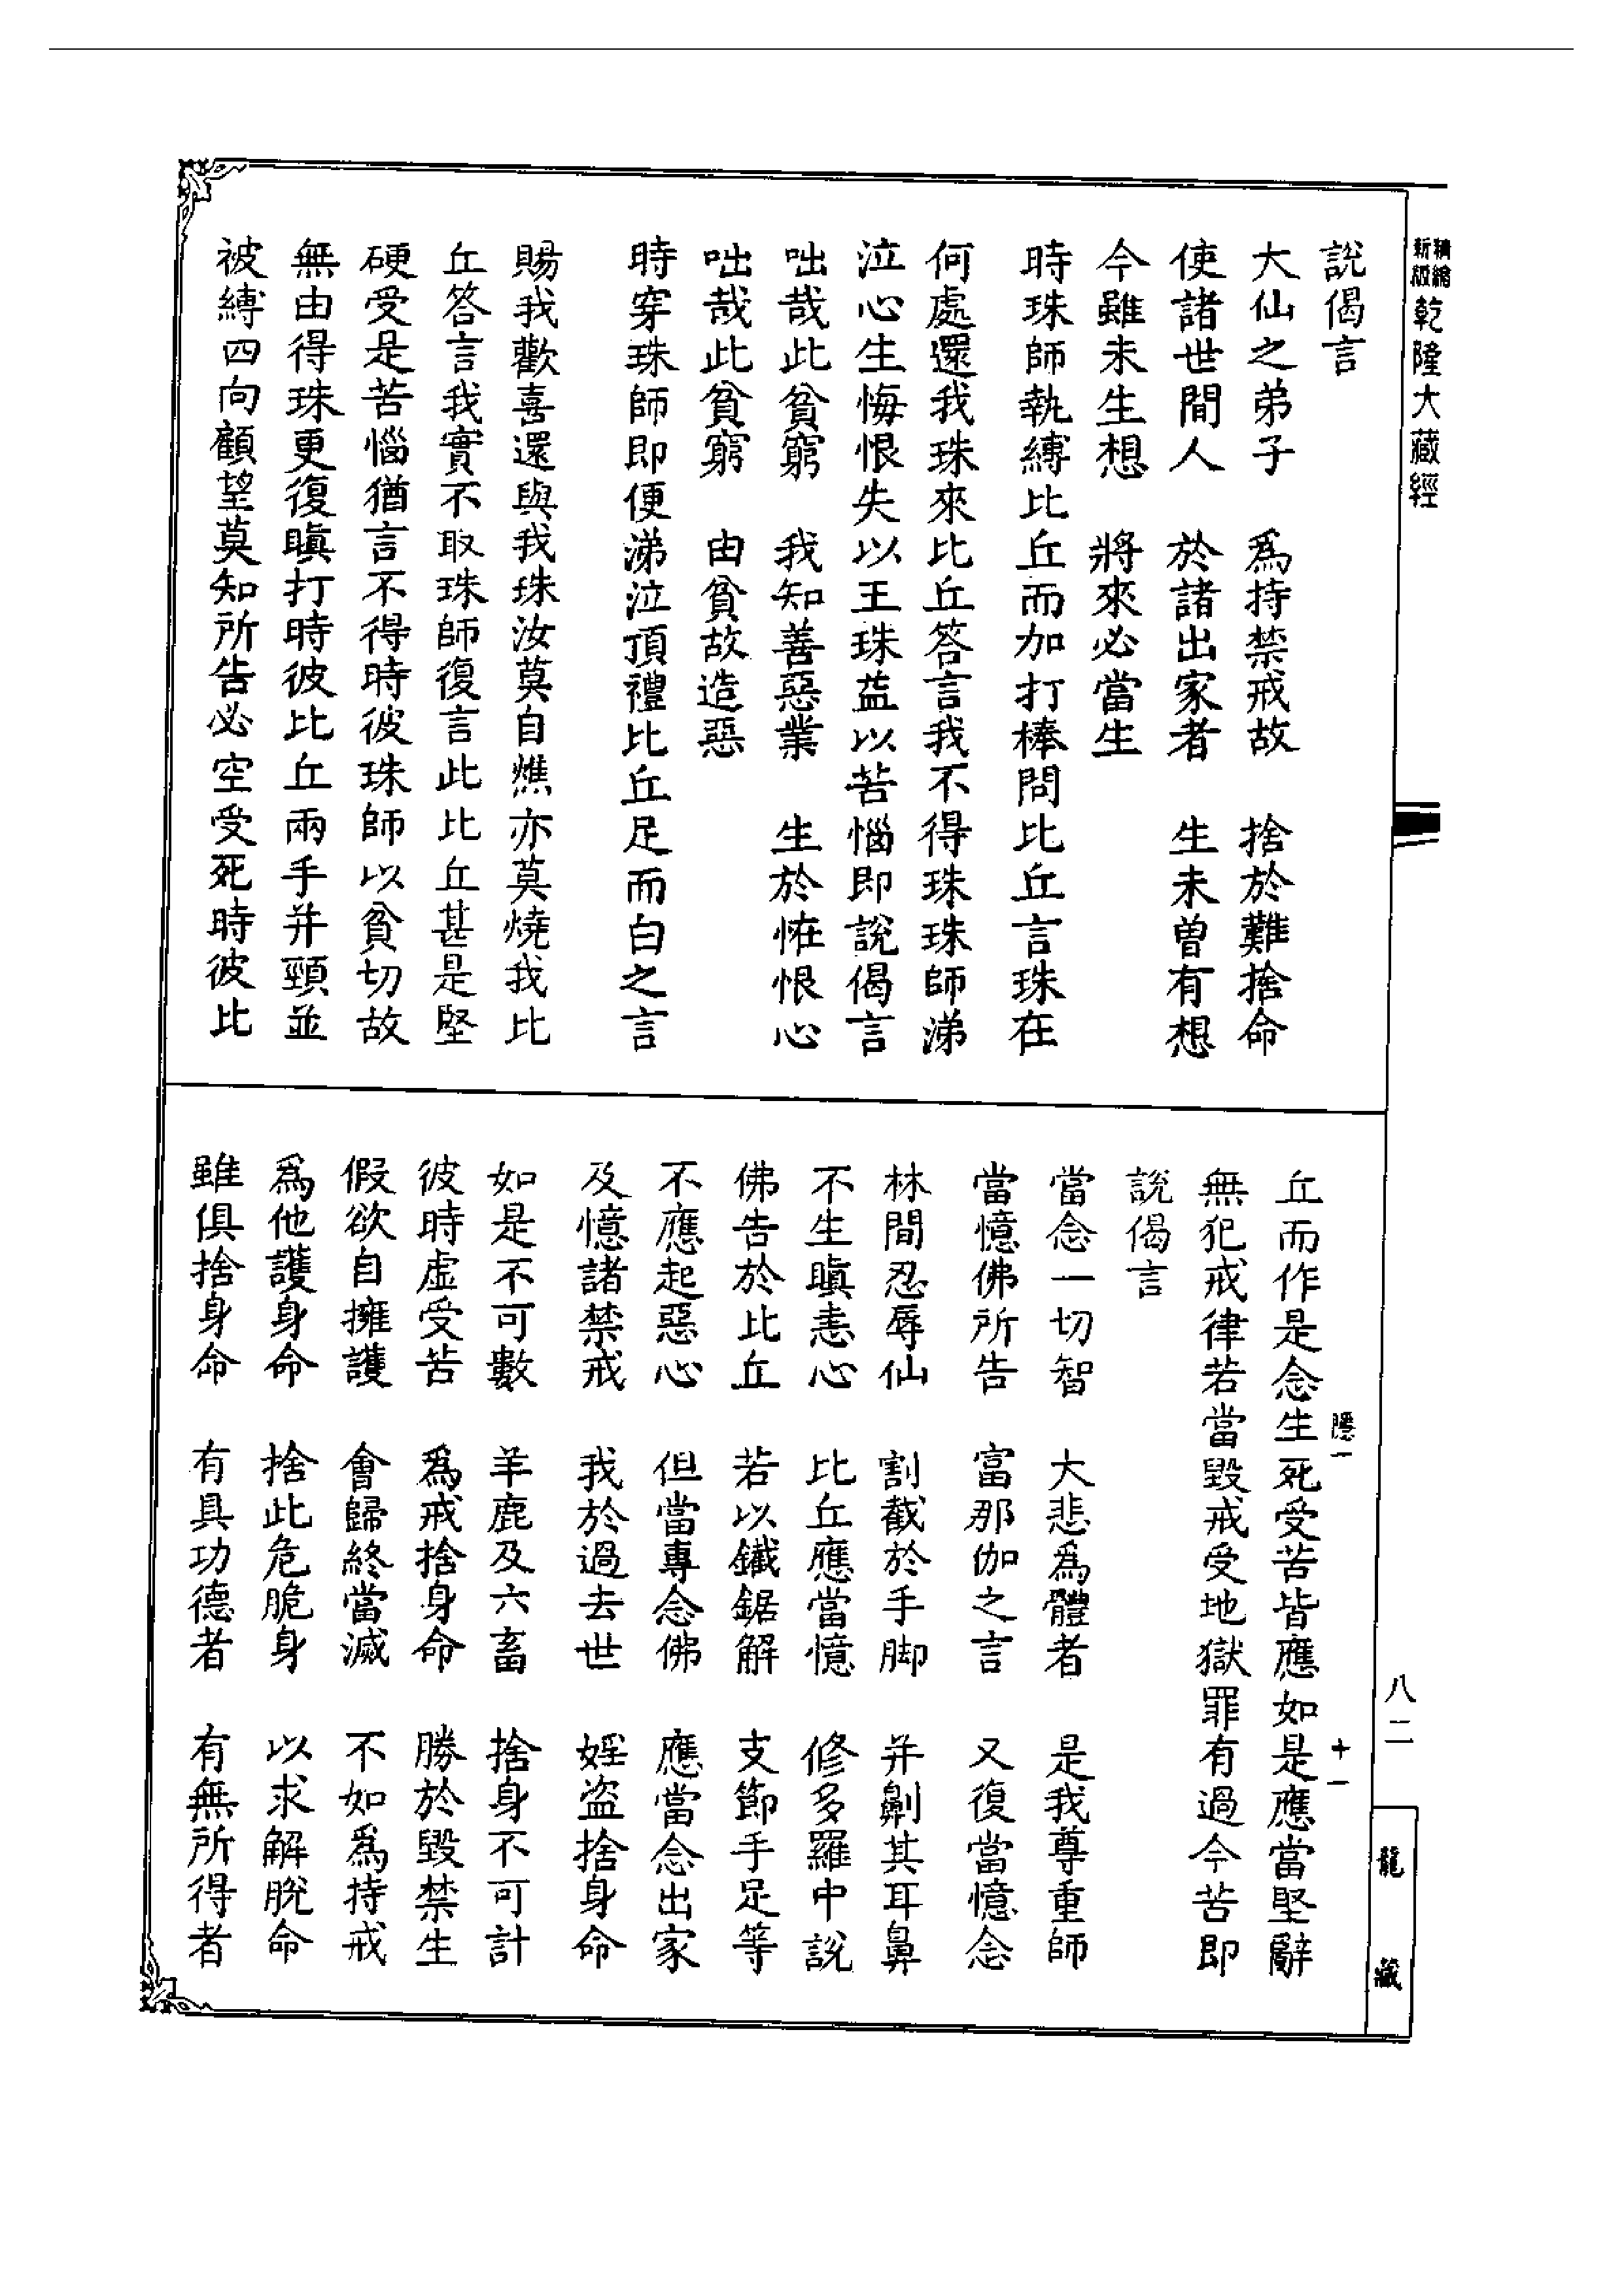 精縮新版乾隆大藏經
說偈言
大仙之弟子　爲持禁戒故　捨於難捨命
使諸世間人　於諸出家者　生未曾有想
今雖未生想　將來必當生
時珠師執縛比丘而加打棒問比丘言珠在
何處還我珠來比丘答言我不得珠珠師涕
泣心生悔恨失以王珠益以苦惱即說偈言
咄哉此貧窮　我知善惡業　生於恠恨心
咄哉此貧窮　由貧故造惡
時穿珠師即便涕泣頂禮比丘足而白之言
賜我歡喜還與我珠汝莫自燋亦莫燒我比
丘答言我實不取珠師復言此比丘甚是堅
硬受是苦惱猶言不得時彼珠師以貧切故
無由得珠更復瞋打時彼比丘兩手并頸並
被縛四向顧望莫知所告必空受死時彼比
丘而作是念生死受苦皆應如是應當堅辭
無犯戒律若當毀戒受地獄罪有過今苦即
說偈言
當念一切智　大悲爲體者　是我尊重師
當憶佛所告　富那伽之言　又復當憶念
林間忍辱仙　割截於手脚　并劓其耳鼻
不生瞋恚心　比丘應當憶　修多羅中說
佛告於比丘　若以鐵鋸解　支節手足等
不應起惡心　但當專念佛　應當念出家
及憶諸禁戒　我於過去世　婬盜捨身命
如是不可數　羊鹿及六畜　捨身不可計
彼時虛受苦　爲戒捨身命　勝於毀禁生
假欲自擁護　會歸終當滅　不如爲持戒
爲他護身命　捨此危脆身　以求解脫命
雖俱捨身命　有具功德者　有無所得者
隱一
十一
八二
龍藏